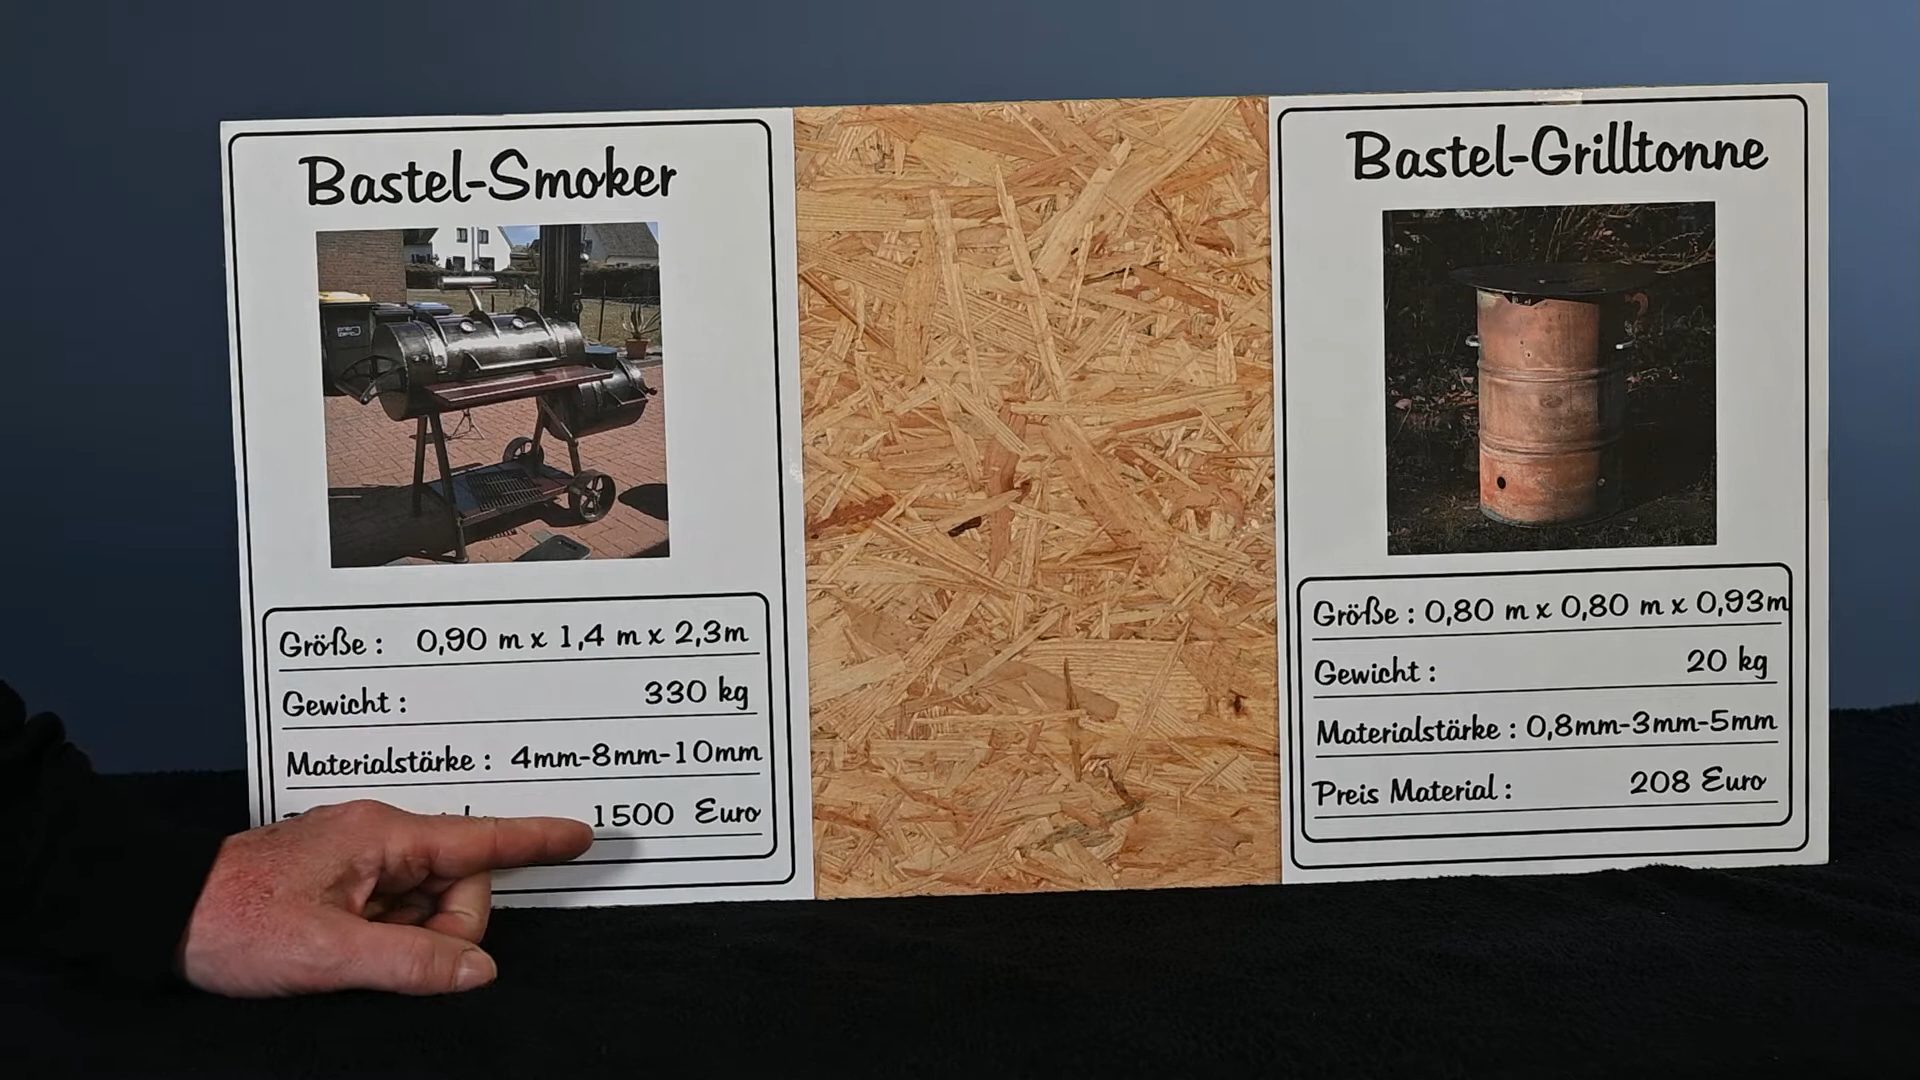 Bastel-Smoker
Größe : 0,90 m x 1,4 m x 2,3m
Gewicht : 330 kg
Materialstärke : 4mm-8mm-10mm
1500 Euro
Bastel-Grilltonne
Größe : 0,80 m x 0,80 m x 0,93m
Gewicht : 20 kg
Materialstärke : 0,8mm-3mm-5mm
Preis Material : 208 Euro